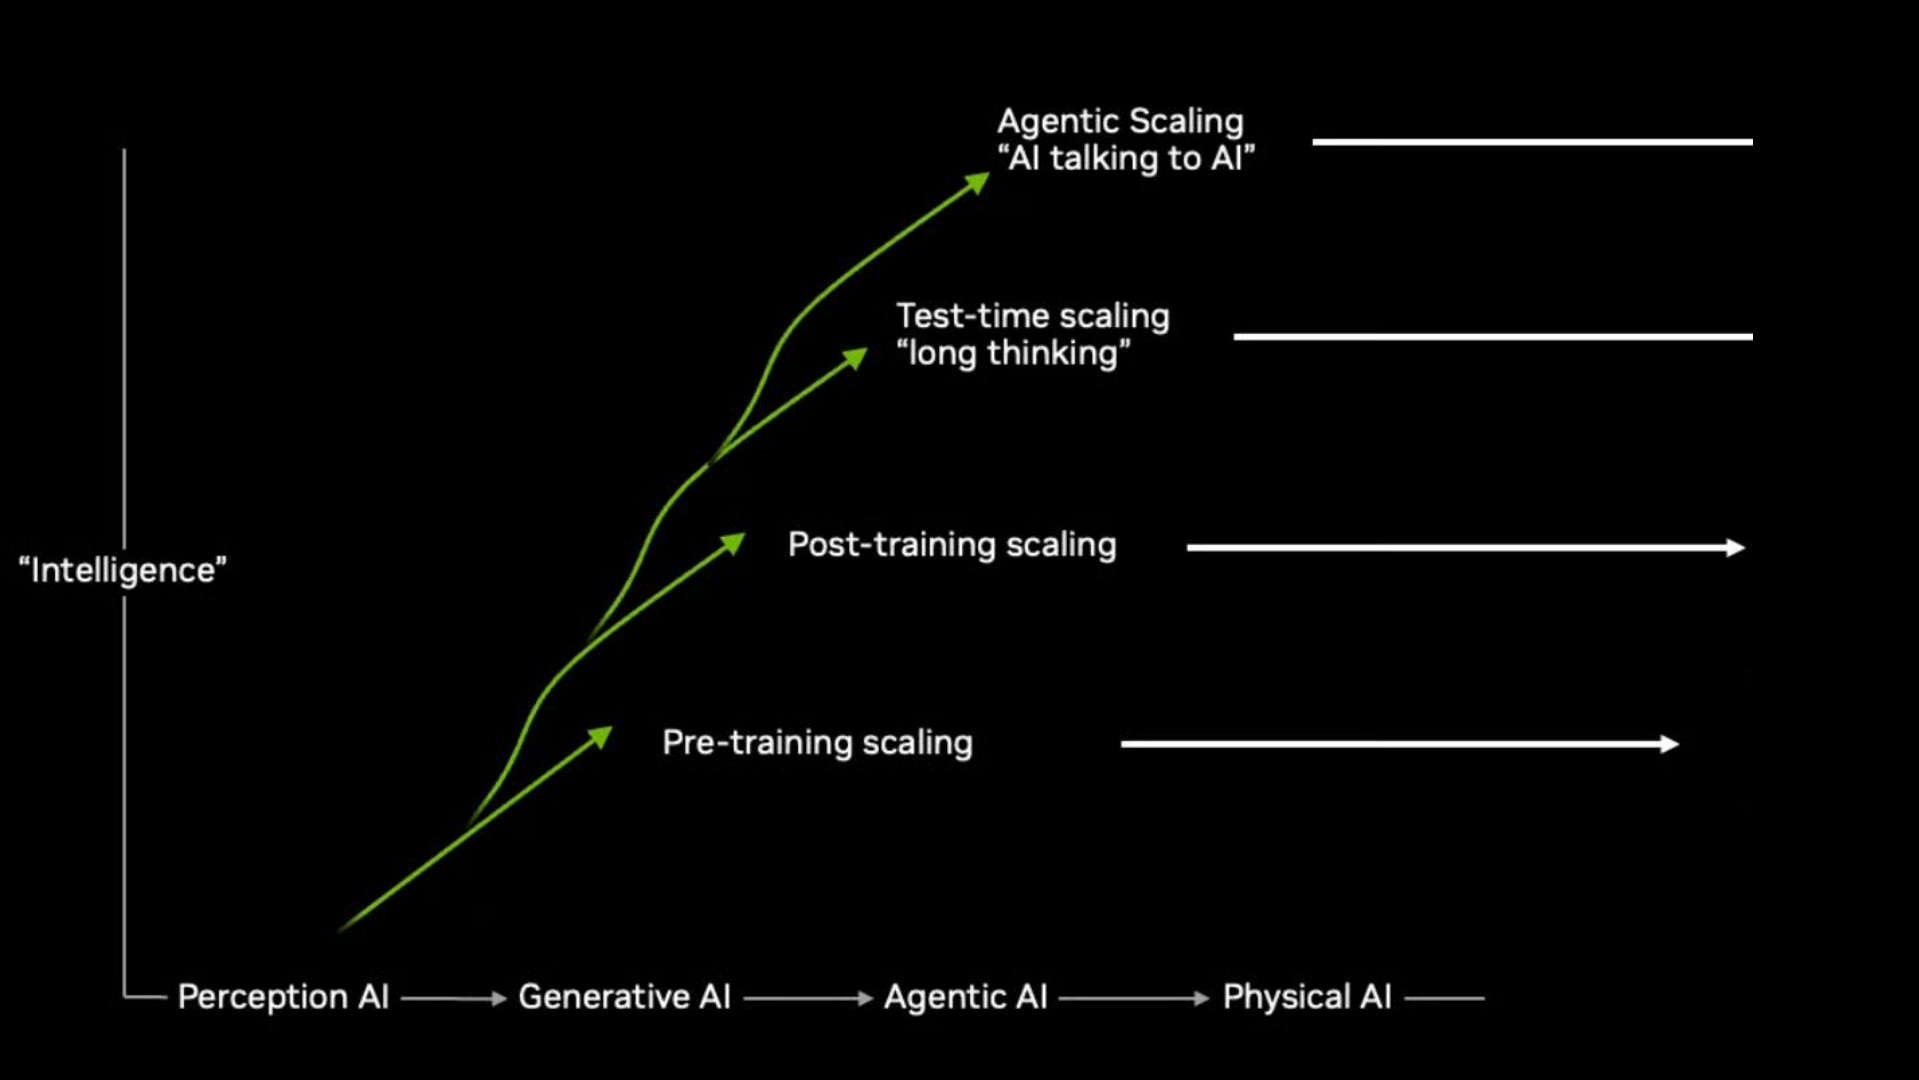 Agentic Scaling
“AI talking to AI”
Test-time scaling
“long thinking”
Post-training scaling
“Intelligence”
Pre-training scaling
Perception AI
Generative AI
Agentic AI
Physical AI